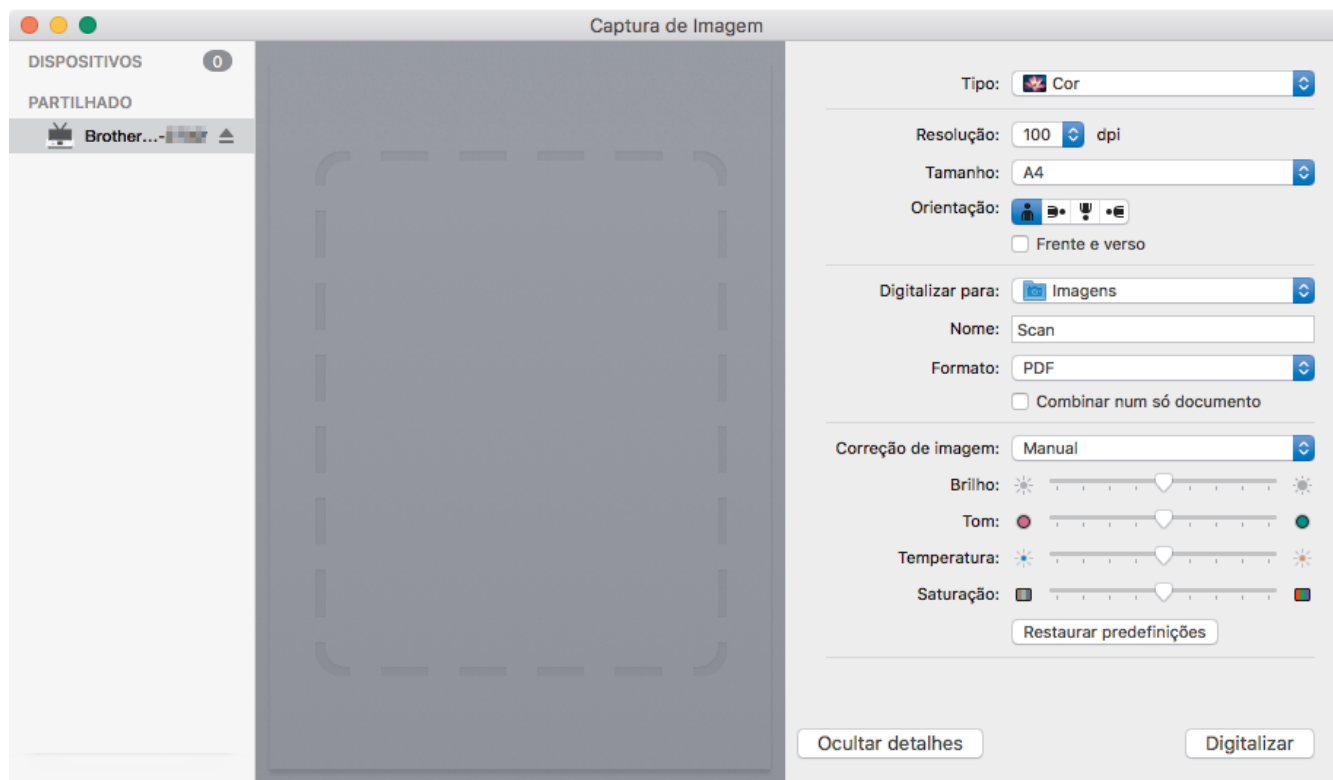 Captura de Imagem
DISPOSITIVOS 0
PARTILHADO
Brother...-
Tipo: Cor
Resolução: 100 dpi
Tamanho: A4
Orientação:
Frente e verso
Digitalizar para: Imagens
Nome: Scan
Formato: PDF
Combinar num só documento
Correção de imagem: Manual
Brilho:
Tom:
Temperatura:
Saturação:
Restaurar predefinições
Ocultar detalhes Digitalizar